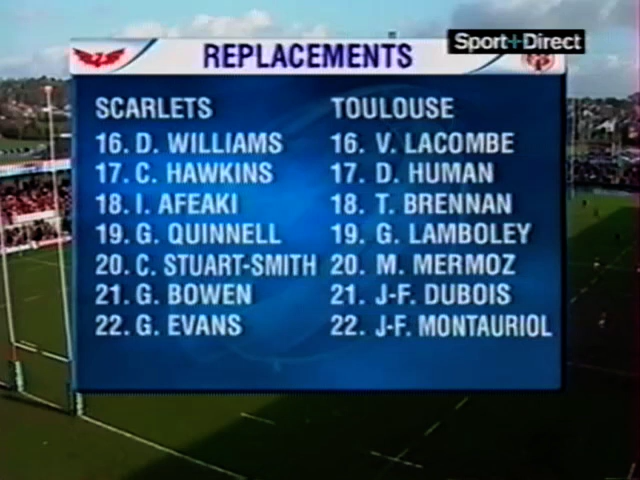 Sport+Direct
REPLACEMENTS
SCARLETS
16. D. WILLIAMS
17. C. HAWKINS
18. I. AFEAKI
19. G. QUINNELL
20. C. STUART-SMITH
21. G. BOWEN
22. G. EVANS
TOULOUSE
16. V. LACOMBE
17. D. HUMAN
18. T. BRENNAN
19. G. LAMBOLEY
20. M. MERMOZ
21. J-F. DUBOIS
22. J-F. MONTAURIOL